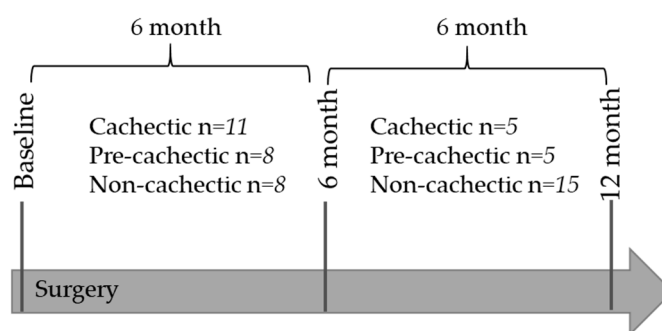 6 month
6 month
Baseline
Cachectic n=11
Pre-cachectic n=8
Non-cachectic n=8
6 month
Cachectic n=5
Pre-cachectic n=5
Non-cachectic n=15
12 month
Surgery